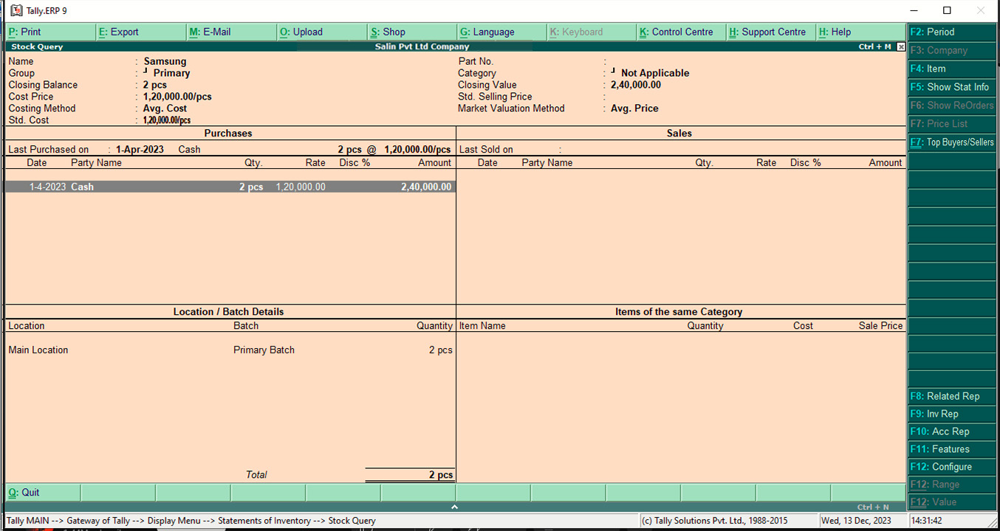 Tally.ERP 9
P: Print E: Export M: E-Mail O: Upload S: Shop G: Language K: Keyboard K: Control Centre H: Support Centre H: Help
Stock Query Salin Pvt Ltd Company Ctrl + M
Name : Samsung
Group : ┘ Primary
Closing Balance : 2 pcs
Cost Price : 1,20,000.00/pcs
Costing Method : Avg. Cost
Std. Cost : 1,20,000.00/pcs
Part No. :
Category : ┘ Not Applicable
Closing Value : 2,40,000.00
Std. Selling Price :
Market Valuation Method : Avg. Price
Purchases
Last Purchased on : 1-Apr-2023 Cash 2 pcs @ 1,20,000.00/pcs
Date Party Name Qty. Rate Disc % Amount
1-4-2023 Cash 2 pcs 1,20,000.00 2,40,000.00
Sales
Last Sold on :
Date Party Name Qty. Rate Disc % Amount
Location / Batch Details
Location Batch Quantity
Main Location Primary Batch 2 pcs
Total 2 pcs
Items of the same Category
Item Name Quantity Cost Sale Price
F2: Period
F3: Company
F4: Item
F5: Show Stat Info
F6: Show ReOrders
F7: Price List
F7: Top Buyers/Sellers
F8: Related Rep
F9: Inv Rep
F10: Acc Rep
F11: Features
F12: Configure
F12: Range
F12: Value
Q: Quit
Ctrl + N
Tally MAIN --> Gateway of Tally --> Display Menu --> Statements of Inventory --> Stock Query (c) Tally Solutions Pvt. Ltd., 1988-2015 Wed, 13 Dec, 2023 14:31:42